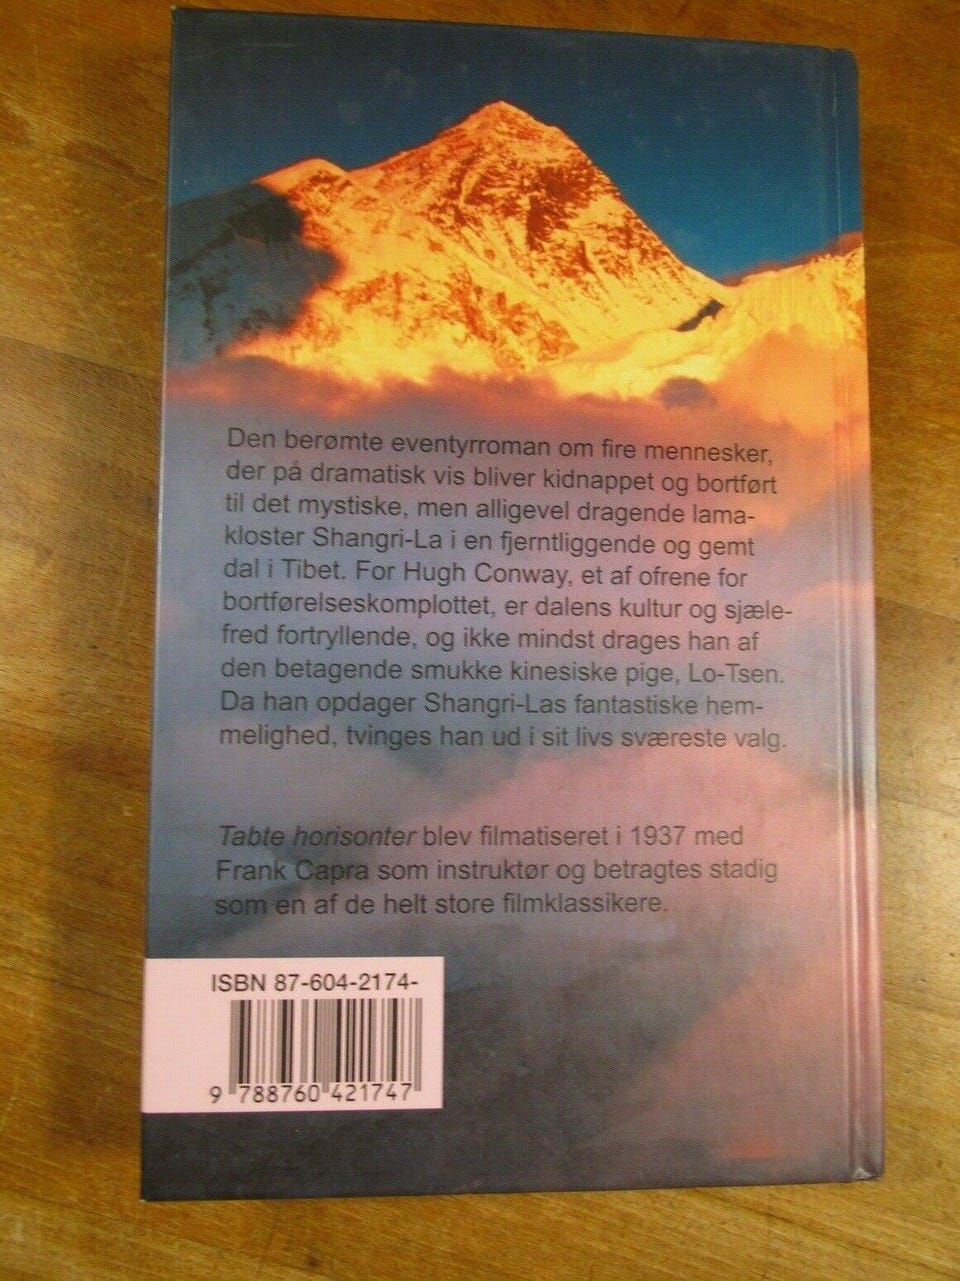 Den berømte eventyrroman om fire mennesker,
der på dramatisk vis bliver kidnappet og bortført
til det mystiske, men alligevel dragende lama-
kloster Shangri-La i en fjerntliggende og gemt
dal i Tibet. For Hugh Conway, et af ofrene for
bortførelseskomplottet, er dalens kultur og sjæle-
fred fortryllende, og ikke mindst drages han af
den betagende smukke kinesiske pige, Lo-Tsen.
Da han opdager Shangri-Las fantastiske hem-
melighed, tvinges han ud i sit livs sværeste valg.
Tabte horisonter blev filmatiseret i 1937 med
Frank Capra som instruktør og betragtes stadig
som en af de helt store filmklassikere.
ISBN 87-604-2174-
9 788760 421747